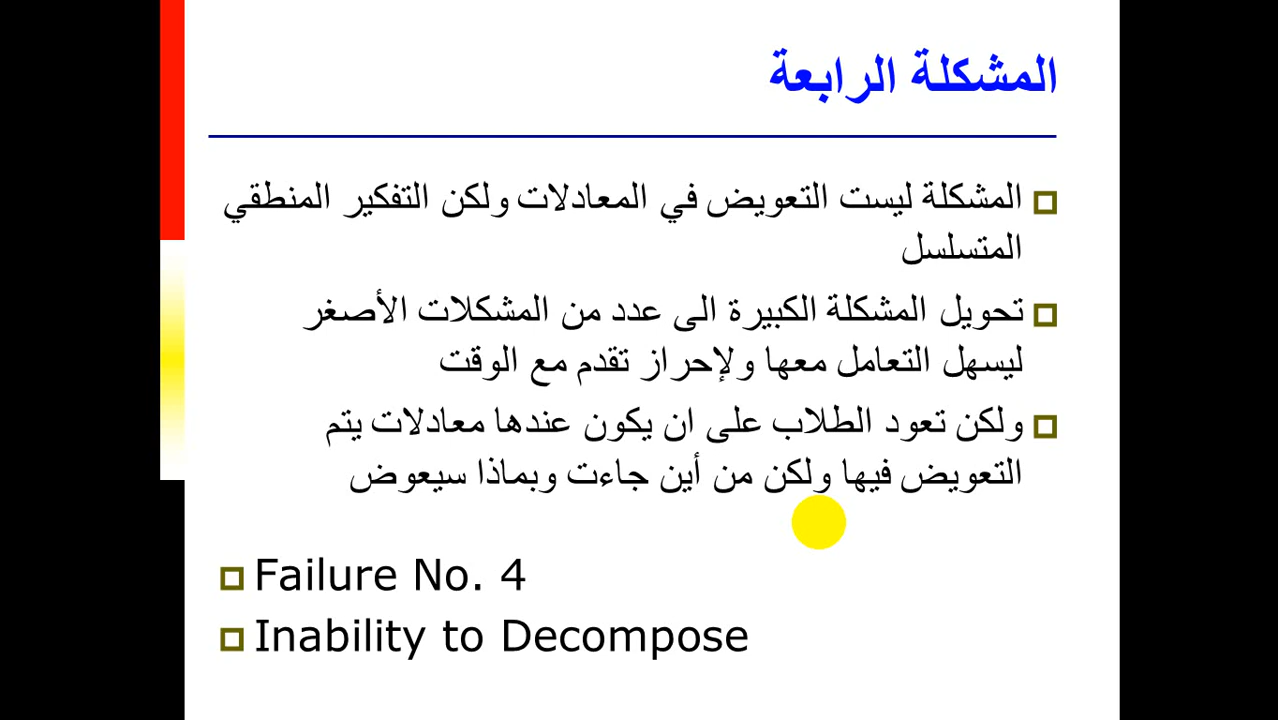 المشكلة الرابعة
المشكلة ليست التعويض في المعادلات ولكن التفكير المنطقي
المتسلسل
تحويل المشكلة الكبيرة الى عدد من المشكلات الأصغر
ليسهل التعامل معها ولإحراز تقدم مع الوقت
ولكن تعود الطلاب على ان يكون عندها معادلات يتم
التعويض فيها ولكن من أين جاءت وبماذا سيعوض
Failure No. 4
Inability to Decompose